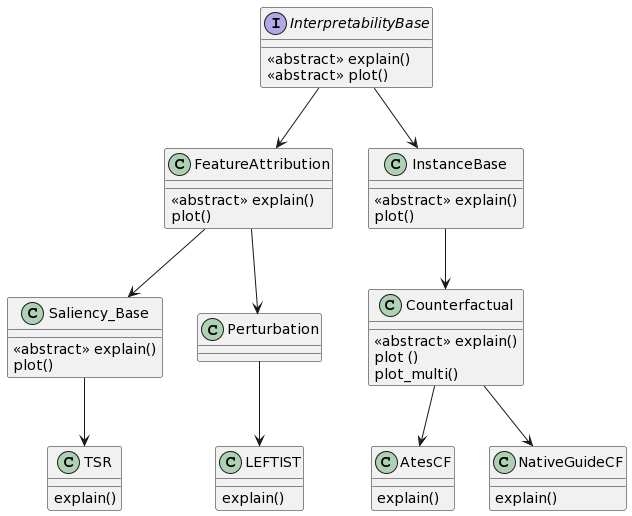 I InterpretabilityBase
«abstract» explain()
«abstract» plot()
C FeatureAttribution
«abstract» explain()
plot()
C InstanceBase
«abstract» explain()
plot()
C Saliency_Base
«abstract» explain()
plot()
C Perturbation
C Counterfactual
«abstract» explain()
plot ()
plot_multi()
C TSR
explain()
C LEFTIST
explain()
C AtesCF
explain()
C NativeGuideCF
explain()